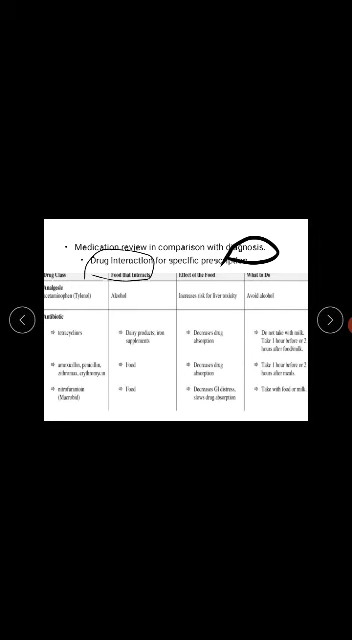 • Medication review in comparison with diagnosis.
• Drug Interaction for specific prescription
Drug Class Food that Interacts Effect of the Food What to Do
Analgesic
acetaminophen (Tylenol) Alcohol Increases risk for liver toxicity Avoid alcohol
Antibiotic
tetracyclines Dairy products, iron supplements Decreases drug absorption Do not take with milk. Take 1 hour before or 2 hours after food/milk.
amoxicillin, penicillin, zithromax, erythromycin Food Decreases drug absorption Take 1 hour before or 2 hours after meals.
nitrofurantoin (Macrobid) Food Decreases GI distress, slows drug absorption Take with food or milk.